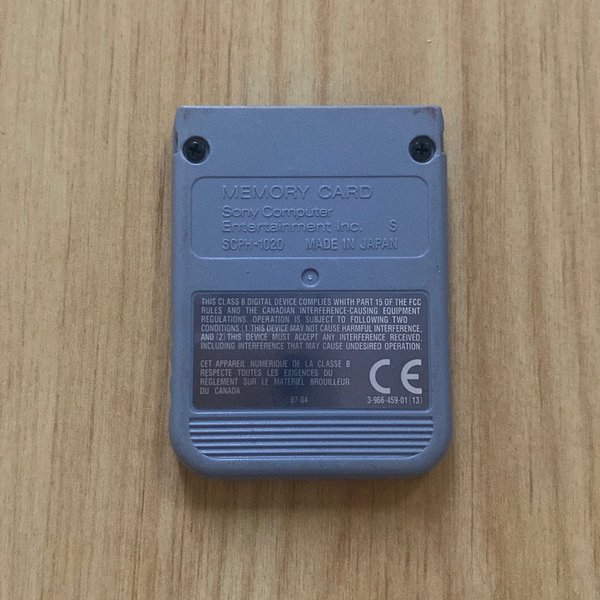 MEMORY CARD
Sony Computer
Entertainment Inc. S
SCPH-1020 MADE IN JAPAN
THIS CLASS B DIGITAL DEVICE COMPLIES WHITH PART 15 OF THE FCC
RULES AND THE CANADIAN INTERFERENCE-CAUSING EQUIPMENT
REGULATIONS. OPERATION IS SUBJECT TO FOLLOWING TWO
CONDITIONS (1) THIS DEVICE MAY NOT CAUSE HARMFUL INTERFERENCE,
AND (2) THIS DEVICE MUST ACCEPT ANY INTERFERENCE RECEIVED,
INCLUDING INTERFERENCE THAT MAY CAUSE UNDESIRED OPERATION.
CET APPAREIL NUMERIQUE DE LA CLASSE B
RESPECTE TOUTES LES EXIGENCES DU
RÈGLEMENT SUR LE MATERIEL BROUILLEUR
DU CANADA.
CE
07-04 3-966-459-01 (13)